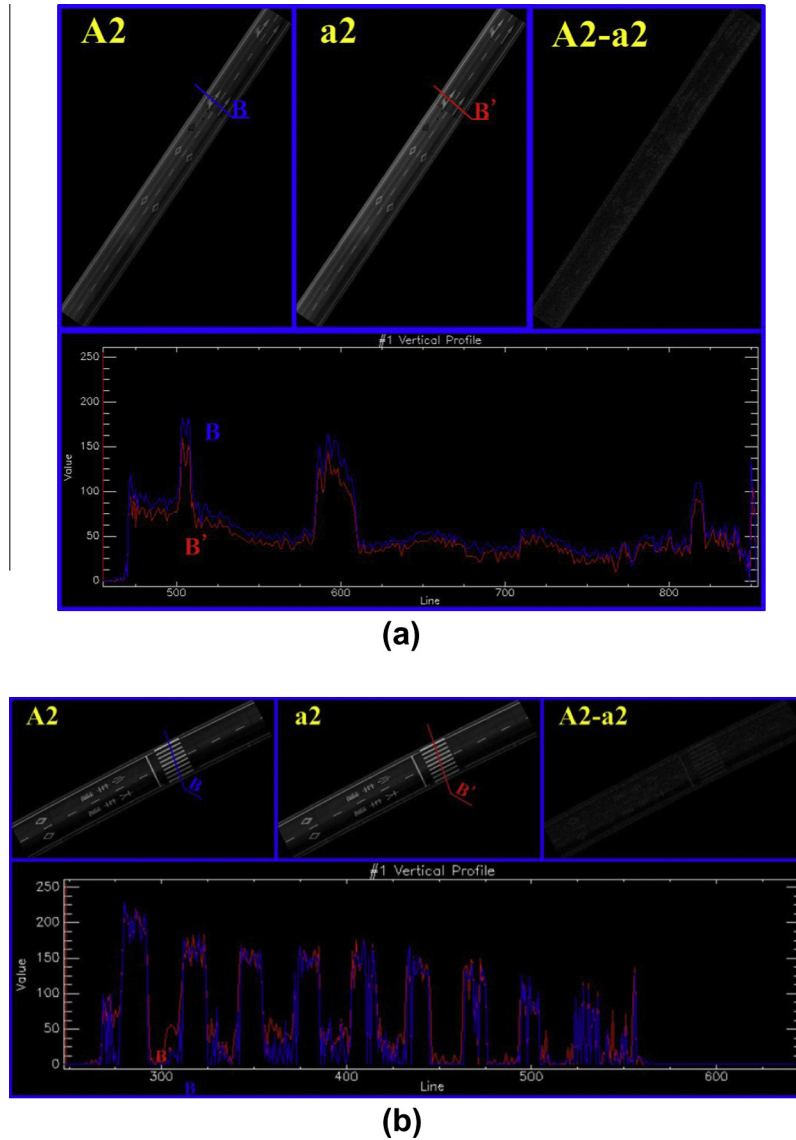 A2 a2 A2-a2
B B'
#1 Vertical Profile
250
200
150
100
50
0
Value
B
B'
500 600 700 800
Line
(a)
A2 a2 A2-a2
B B'
#1 Vertical Profile
250
200
150
100
50
0
Value
B'
300 400 500 600
B Line
(b)